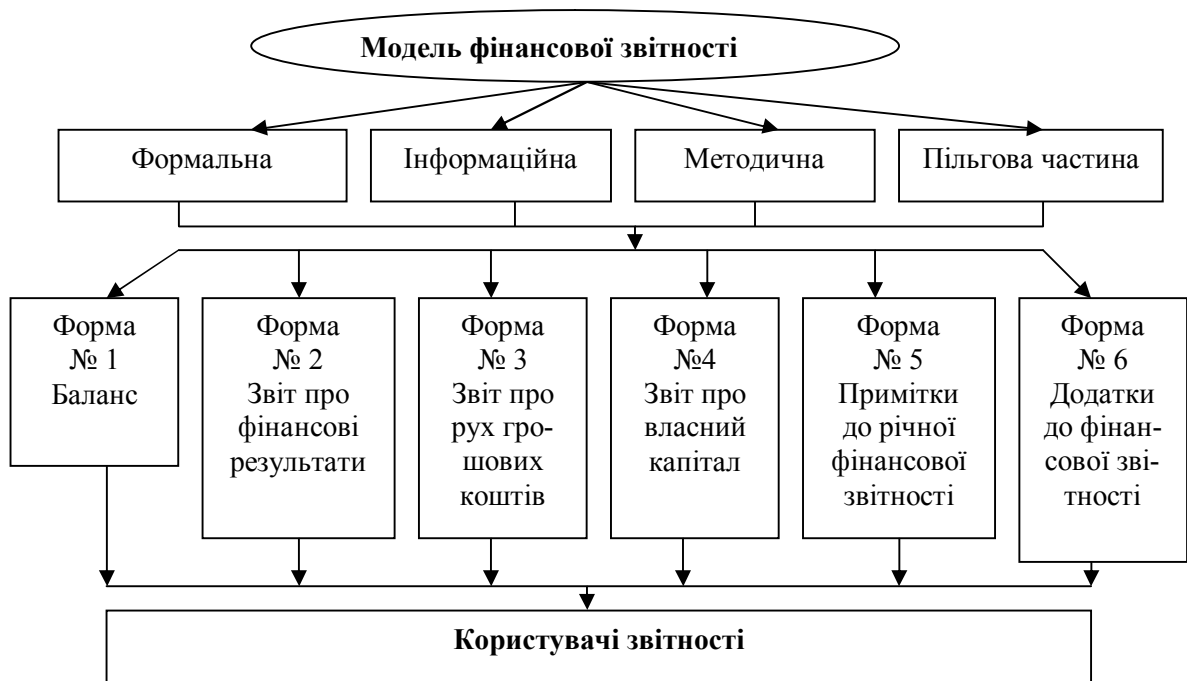 Модель фінансової звітності
Формальна
Інформаційна
Методична
Пільгова частина
Форма
№ 1
Баланс
Форма
№ 2
Звіт про
фінансові
результати
Форма
№ 3
Звіт про
рух гро-
шових
коштів
Форма
№4
Звіт про
власний
капітал
Форма
№ 5
Примітки
до річної
фінансової
звітності
Форма
№ 6
Додатки
до фінан-
сової зві-
тності
Користувачі звітності